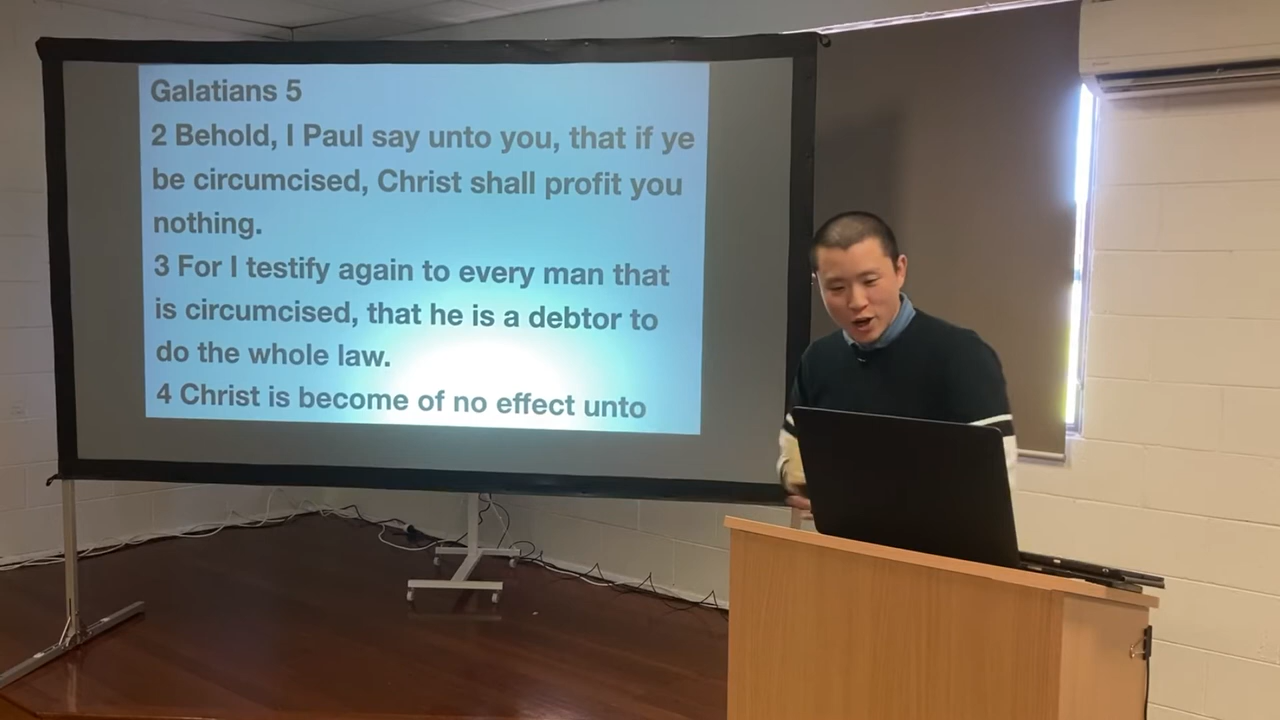 Galatians 5
2 Behold, I Paul say unto you, that if ye
be circumcised, Christ shall profit you
nothing.
3 For I testify again to every man that
is circumcised, that he is a debtor to
do the whole law.
4 Christ is become of no effect unto